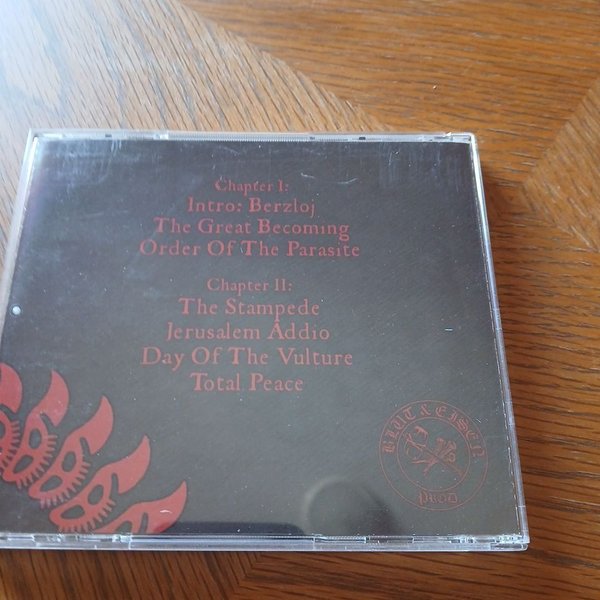 Chapter I:
Intro: Berzloj
The Great Becoming
Order Of The Parasite
Chapter II:
The Stampede
Jerusalem Addio
Day Of The Vulture
Total Peace
BLUT & EISEN
PROD